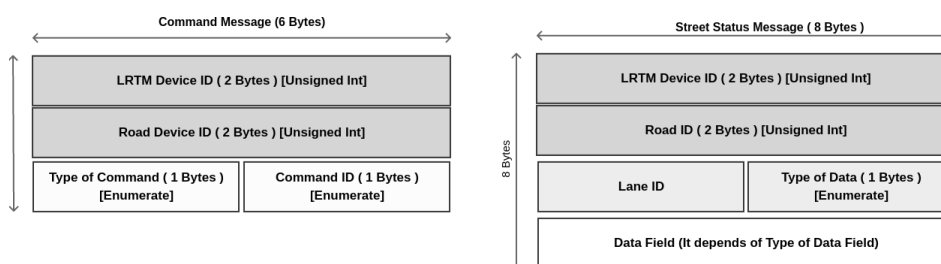 Command Message (6 Bytes)
LRTM Device ID ( 2 Bytes ) [Unsigned Int]
Road Device ID ( 2 Bytes ) [Unsigned Int]
Type of Command ( 1 Bytes )
[Enumerate]
Command ID ( 1 Bytes )
[Enumerate]
Street Status Message ( 8 Bytes )
8 Bytes
LRTM Device ID ( 2 Bytes ) [Unsigned Int]
Road ID ( 2 Bytes ) [Unsigned Int]
Lane ID
Type of Data ( 1 Bytes )
[Enumerate]
Data Field (It depends of Type of Data Field)